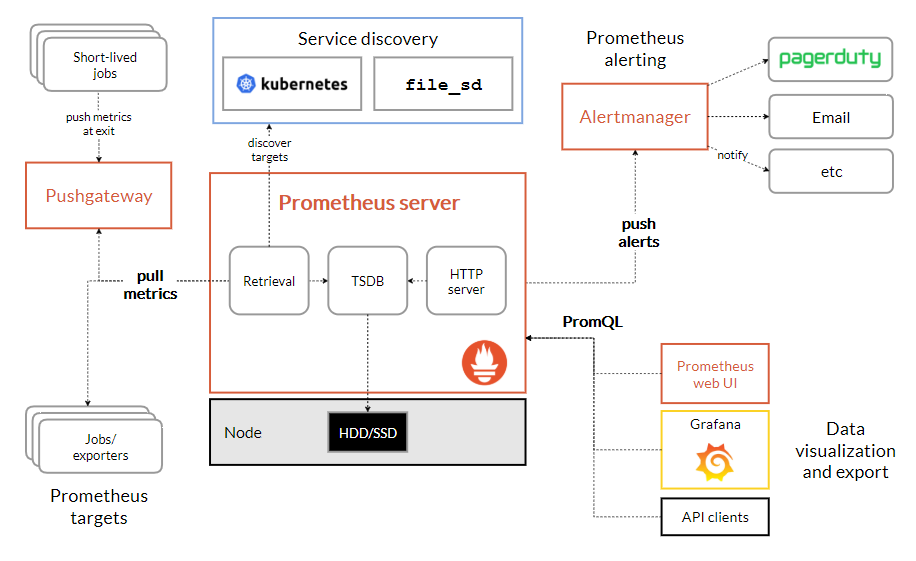 Short-lived
jobs
push metrics
at exit
Pushgateway
Service discovery
kubernetes
file_sd
discover
targets
Prometheus
alerting
Alertmanager
pagerduty
Email
notify
etc
Prometheus server
Retrieval
TSDB
HTTP
server
pull
metrics
push
alerts
PromQL
Node
HDD/SSD
Jobs/
exporters
Prometheus
targets
Prometheus
web UI
Grafana
API clients
Data
visualization
and export